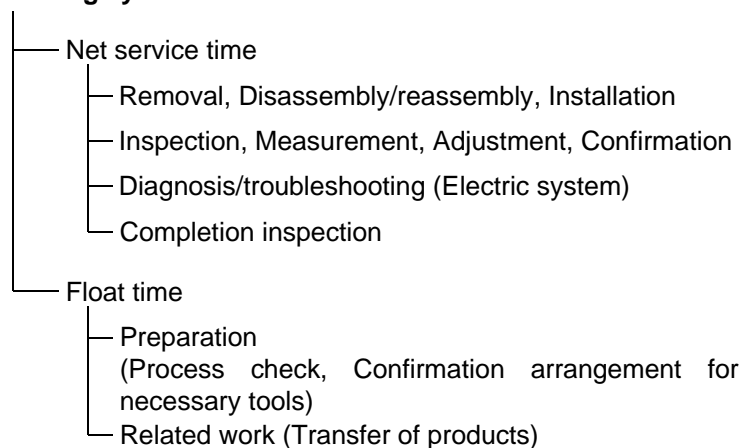 Net service time
Removal, Disassembly/reassembly, Installation
Inspection, Measurement, Adjustment, Confirmation
Diagnosis/troubleshooting (Electric system)
Completion inspection
Float time
Preparation
(Process check, Confirmation arrangement for
necessary tools)
Related work (Transfer of products)